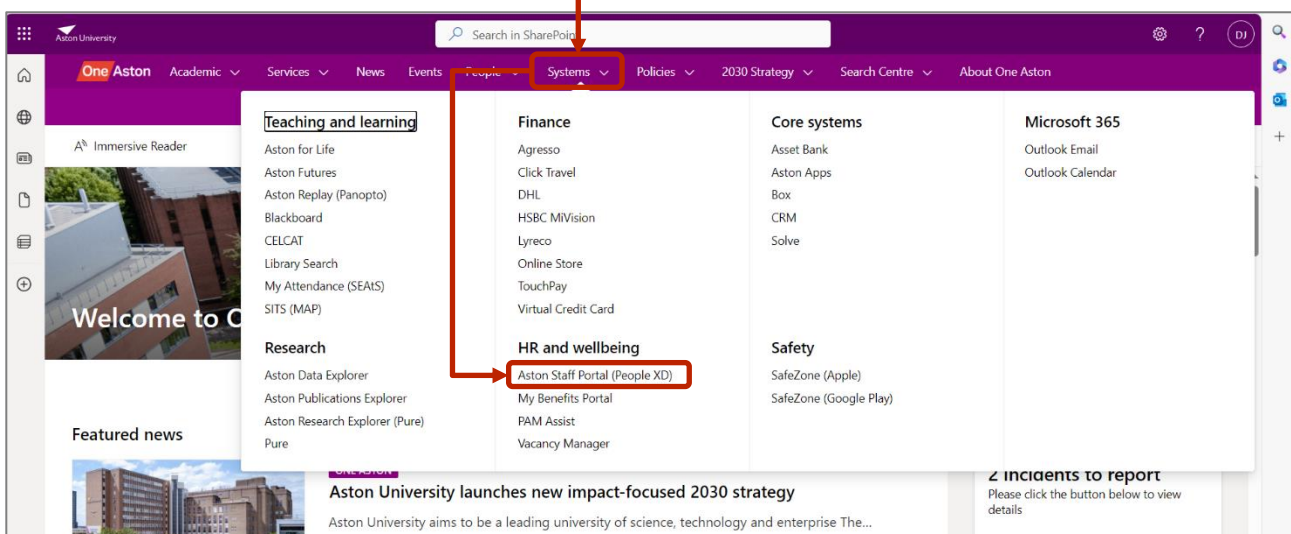 Aston University
Search in SharePoint
?
DJ
One Aston Academic Services News Events People Systems Policies 2030 Strategy Search Centre About One Aston
Immersive Reader
Teaching and learning
Aston for Life
Aston Futures
Aston Replay (Panopto)
Blackboard
CELCAT
Library Search
My Attendance (SEAtS)
SITS (MAP)
Research
Aston Data Explorer
Aston Publications Explorer
Aston Research Explorer (Pure)
Pure
Finance
Agresso
Click Travel
DHL
HSBC MiVision
Lyreco
Online Store
TouchPay
Virtual Credit Card
HR and wellbeing
Aston Staff Portal (People XD)
My Benefits Portal
PAM Assist
Vacancy Manager
Core systems
Asset Bank
Aston Apps
Box
CRM
Solve
Safety
SafeZone (Apple)
SafeZone (Google Play)
Microsoft 365
Outlook Email
Outlook Calendar
Welcome to O
Featured news
ONE ASTON
Aston University launches new impact-focused 2030 strategy
Aston University aims to be a leading university of science, technology and enterprise The...
2 incidents to report
Please click the button below to view
details